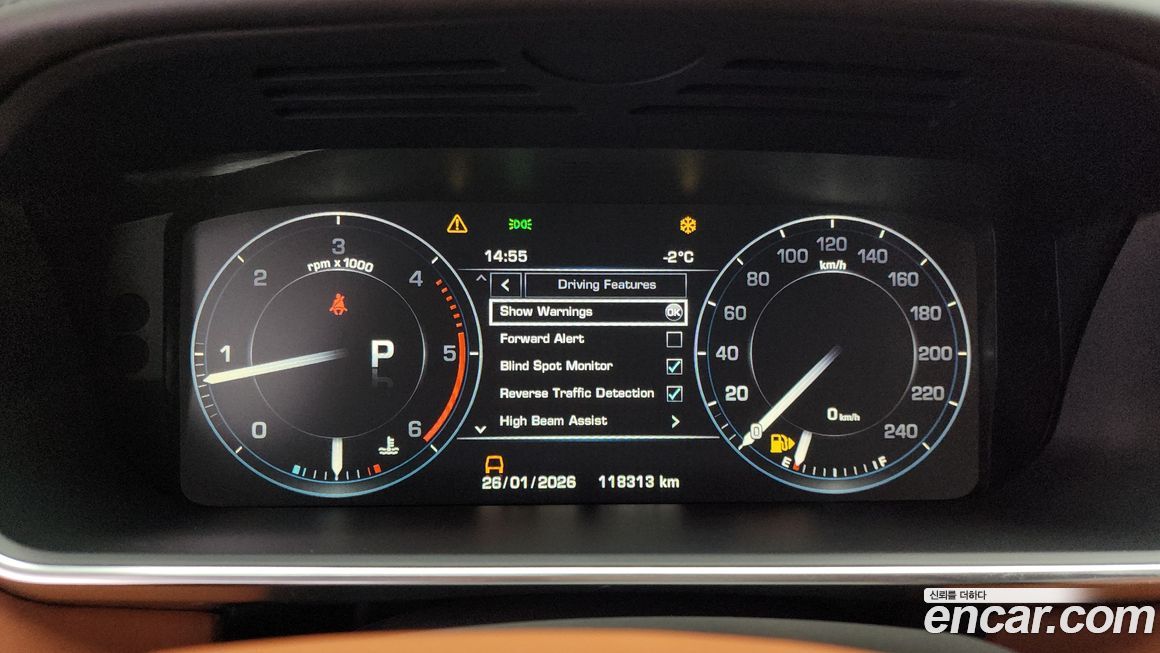 14:55
-2°C
Driving Features
Show Warnings OK
Forward Alert
Blind Spot Monitor
Reverse Traffic Detection
High Beam Assist
26/01/2026 118313 km
rpm x 1000
0
1
2
3
4
5
6
P
km/h
0
20
40
60
80
100
120
140
160
180
200
220
240
0 km/h
E
F
신뢰를 더하다
encar.com